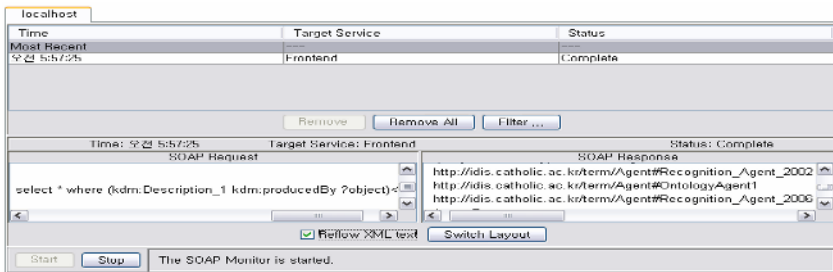 localhost
Time Target Service Status
Most Recent --- ---
오전 5:57:25 Frontend Complete
Remove Remove All Filter ...
Time: 오전 5:57:25 Target Service: Frontend Status: Complete
SOAP Request SOAP Response
select * where (kdm:Description_1 kdm:producedBy ?object)<
http://idis.catholic.ac.kr/term/Agent#Recognition_Agent_2002
http://idis.catholic.ac.kr/term/Agent#OntologyAgent1
http://idis.catholic.ac.kr/term/Agent#Recognition_Agent_2006
Reflow XML text Switch Layout
Start Stop The SOAP Monitor is started.